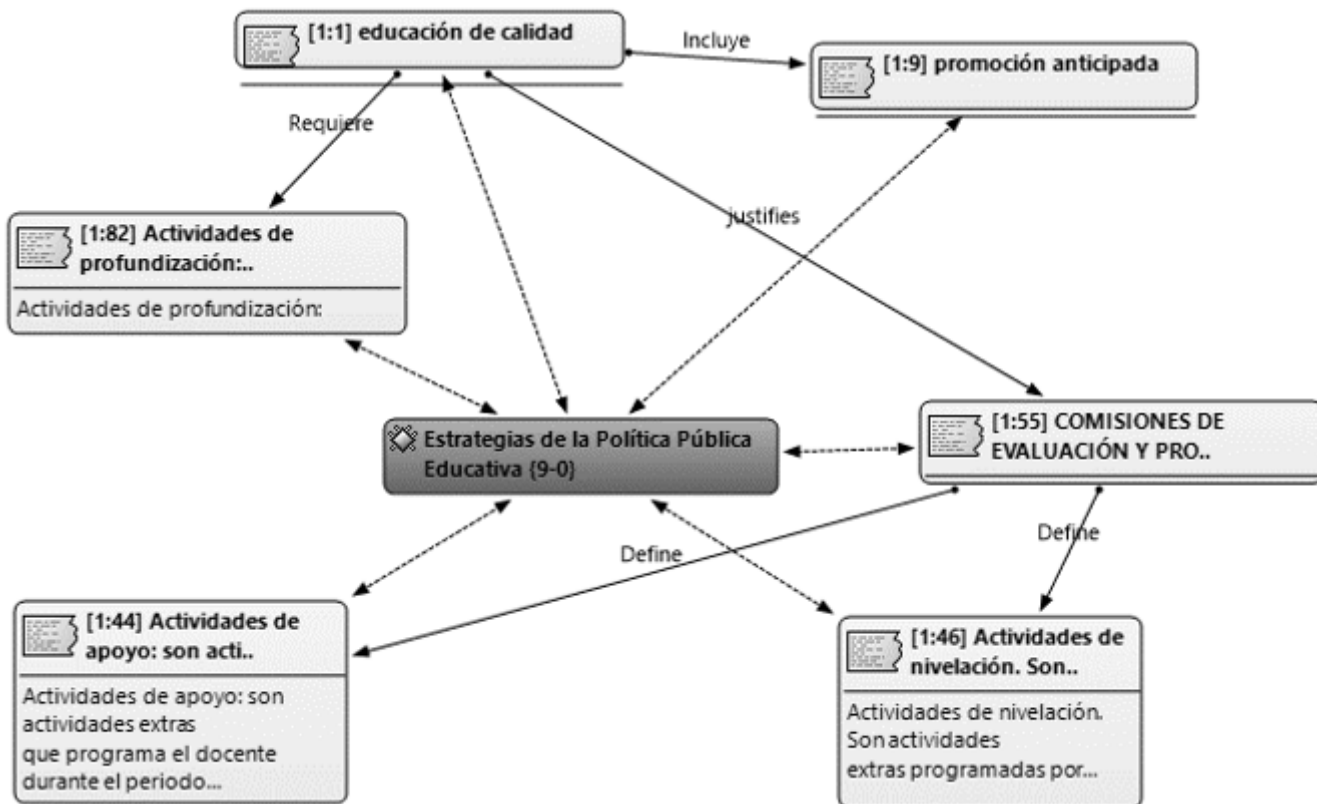 [1:1] educación de calidad
Incluye
[1:9] promoción anticipada
Requiere
justifies
[1:82] Actividades de
profundización:..
Actividades de profundización:
Estrategias de la Política Pública
Educativa {9-0}
[1:55] COMISIONES DE
EVALUACIÓN Y PRO..
Define
Define
[1:44] Actividades de
apoyo: son acti..
Actividades de apoyo: son
actividades extras
que programa el docente
durante el periodo...
[1:46] Actividades de
nivelación. Son..
Actividades de nivelación.
Son actividades
extras programadas por...